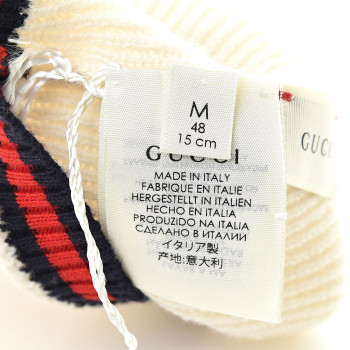 M
48
15 cm
GUCCI
MADE IN ITALY
FABRIQUE EN ITALIE
HERGESTELLT IN ITALIEN
HECHO EN ITALIA
PRODUZIDO NA ITALIA
СДЕЛАНО В ИТАЛИИ
イタリア製
产地:意大利
GUCCI